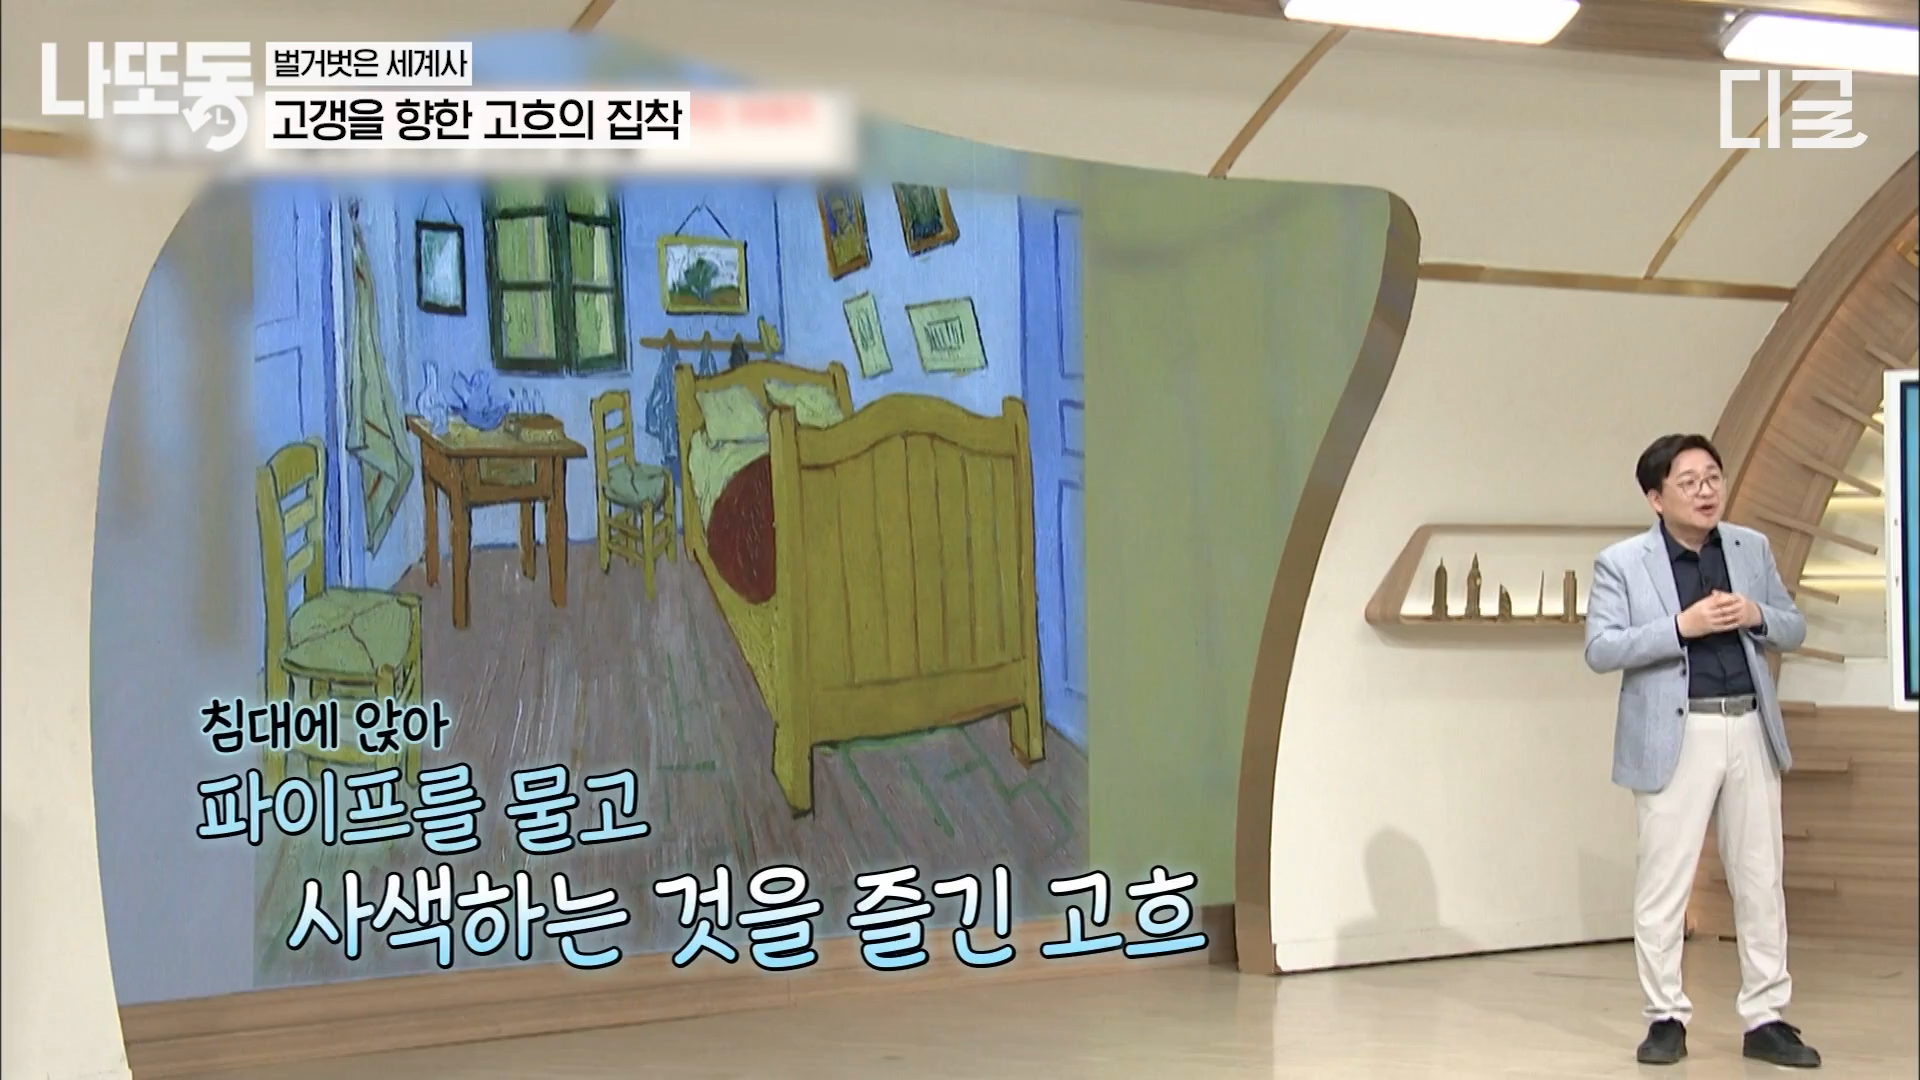 나또동
벌거벗은 세계사
고갱을 향한 고흐의 집착
디글
침대에 앉아
파이프를 물고
사색하는 것을 즐긴 고흐